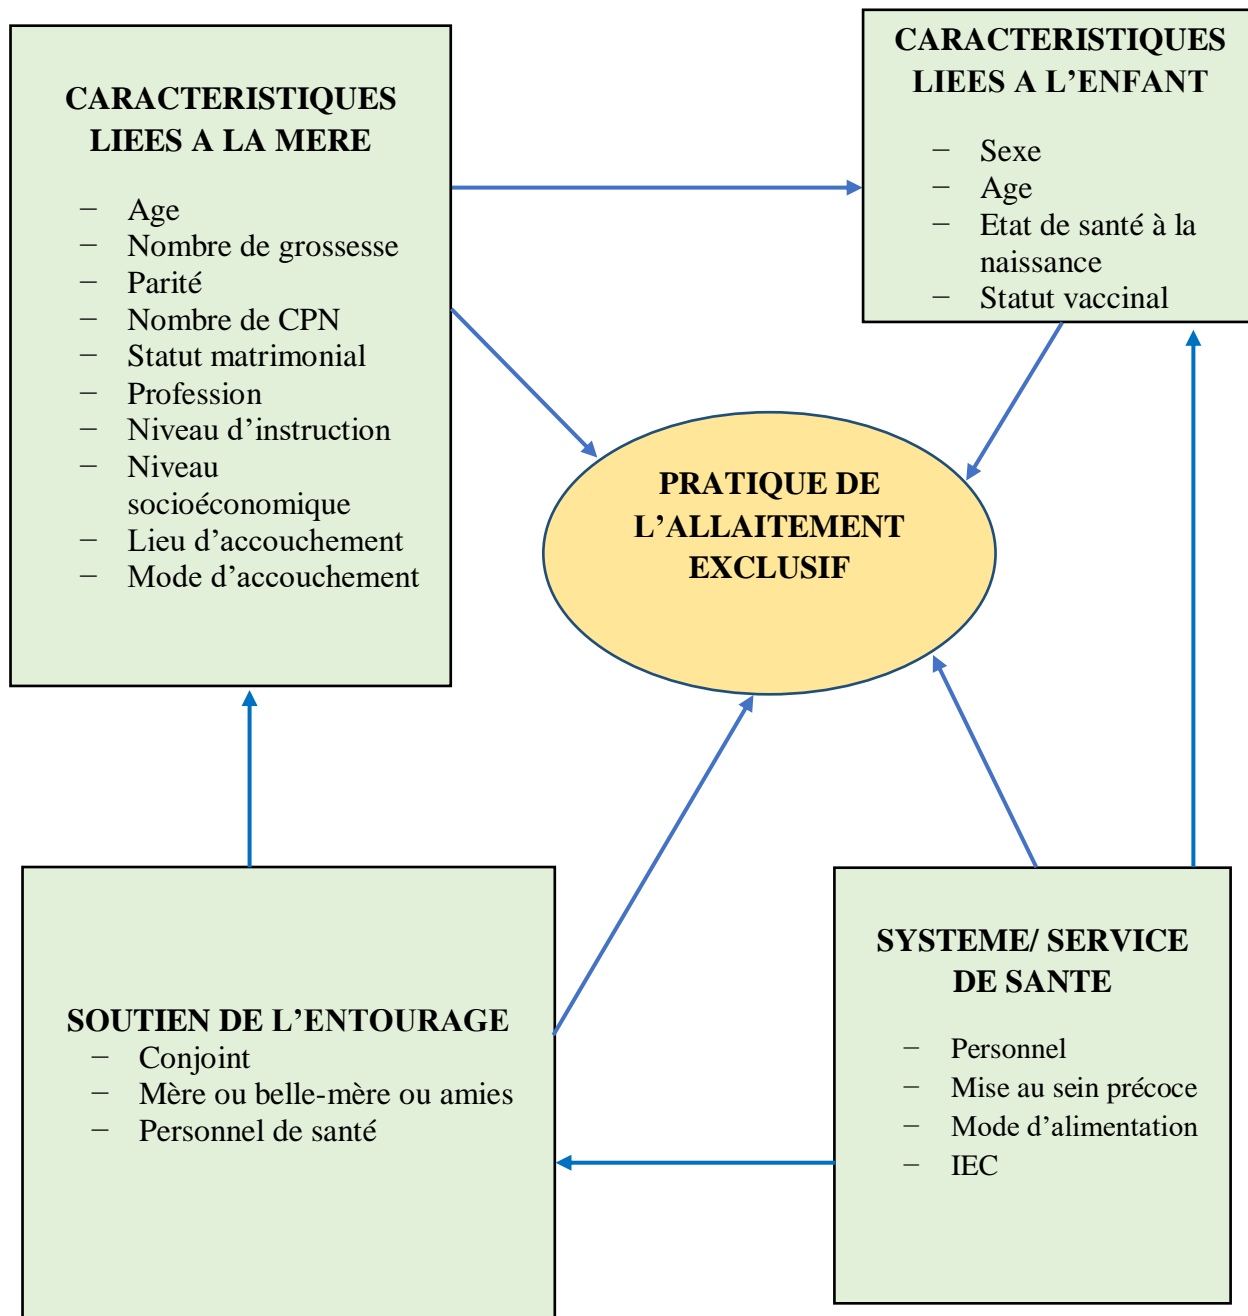 CARACTERISTIQUES
LIEES A LA MERE
− Age
− Nombre de grossesse
− Parité
− Nombre de CPN
− Statut matrimonial
− Profession
− Niveau d’instruction
− Niveau
socioéconomique
− Lieu d’accouchement
− Mode d’accouchement
CARACTERISTIQUES
LIEES A L’ENFANT
− Sexe
− Age
− Etat de santé à la
naissance
− Statut vaccinal
PRATIQUE DE
L’ALLAITEMENT
EXCLUSIF
SOUTIEN DE L’ENTOURAGE
− Conjoint
− Mère ou belle-mère ou amies
− Personnel de santé
SYSTEME/ SERVICE
DE SANTE
− Personnel
− Mise au sein précoce
− Mode d’alimentation
− IEC